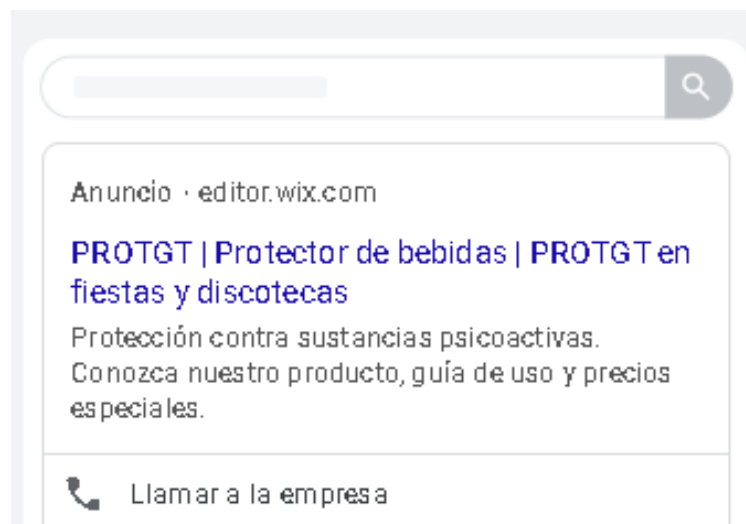 Anuncio · editor.wix.com
PROTGT | Protector de bebidas | PROTGT en
fiestas y discotecas
Protección contra sustancias psicoactivas.
Conozca nuestro producto, guía de uso y precios
especiales.
Llamar a la empresa